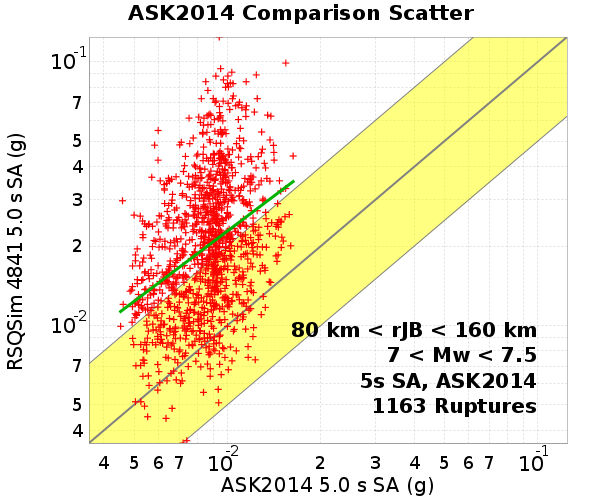 ASK2014 Comparison Scatter
10-1
7
5
4
3
2
10-2
7
5
4
RSQSim 4841 5.0 s SA (g)
80 km < rJB < 160 km
7 < Mw < 7.5
5s SA, ASK2014
1163 Ruptures
4 5 6 7 10-2 2 3 4 5 6 7 10-1
ASK2014 5.0 s SA (g)